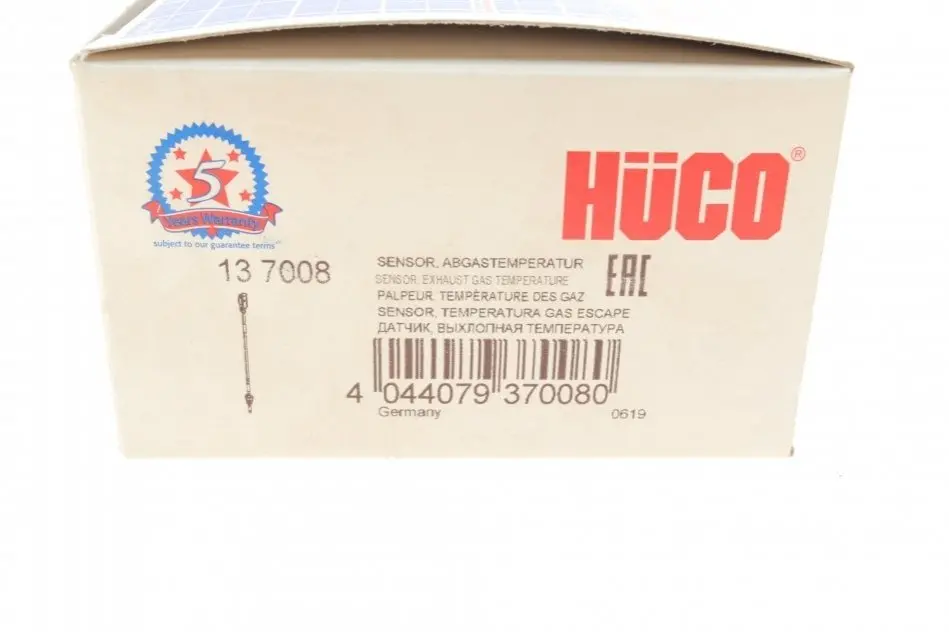 HÜCO®
5
Years Warranty
subject to our guarantee terms
13 7008
SENSOR, ABGASTEMPERATUR
SENSOR, EXHAUST GAS TEMPERATURE
PALPEUR, TEMPÉRATURE DES GAZ
SENSOR, TEMPERATURA GAS ESCAPE
ДАТЧИК, ВЫХЛОПНАЯ ТЕМПЕРАТУРА
EAC
4 044079 370080
Germany 0619